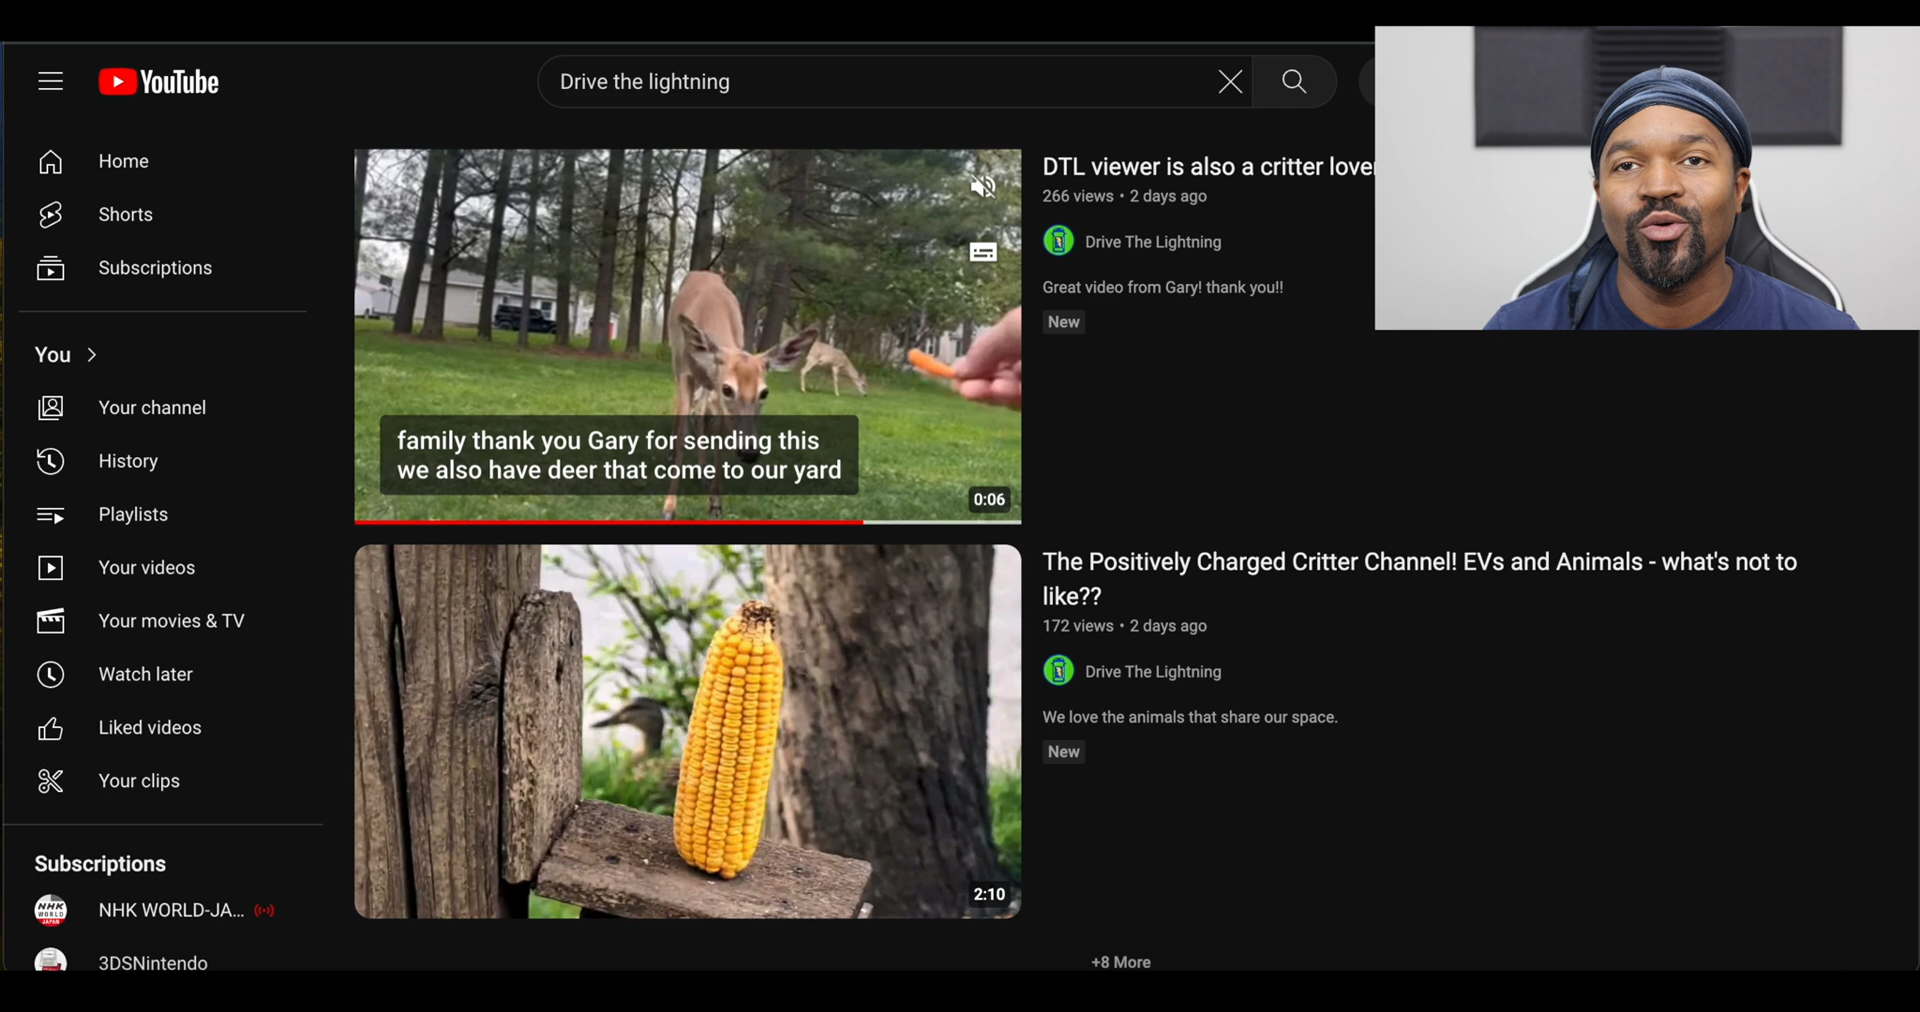 YouTube
Drive the lightning
Home
Shorts
Subscriptions
You
Your channel
History
Playlists
Your videos
Your movies & TV
Watch later
Liked videos
Your clips
Subscriptions
NHK WORLD-JA...
NHK
WORLD
JAPAN
3DSNintendo
family thank you Gary for sending this
we also have deer that come to our yard
0:06
DTL viewer is also a critter lover
266 views • 2 days ago
Drive The Lightning
Great video from Gary! thank you!!
New
2:10
The Positively Charged Critter Channel! EVs and Animals - what's not to
like??
172 views • 2 days ago
Drive The Lightning
We love the animals that share our space.
New
+8 More